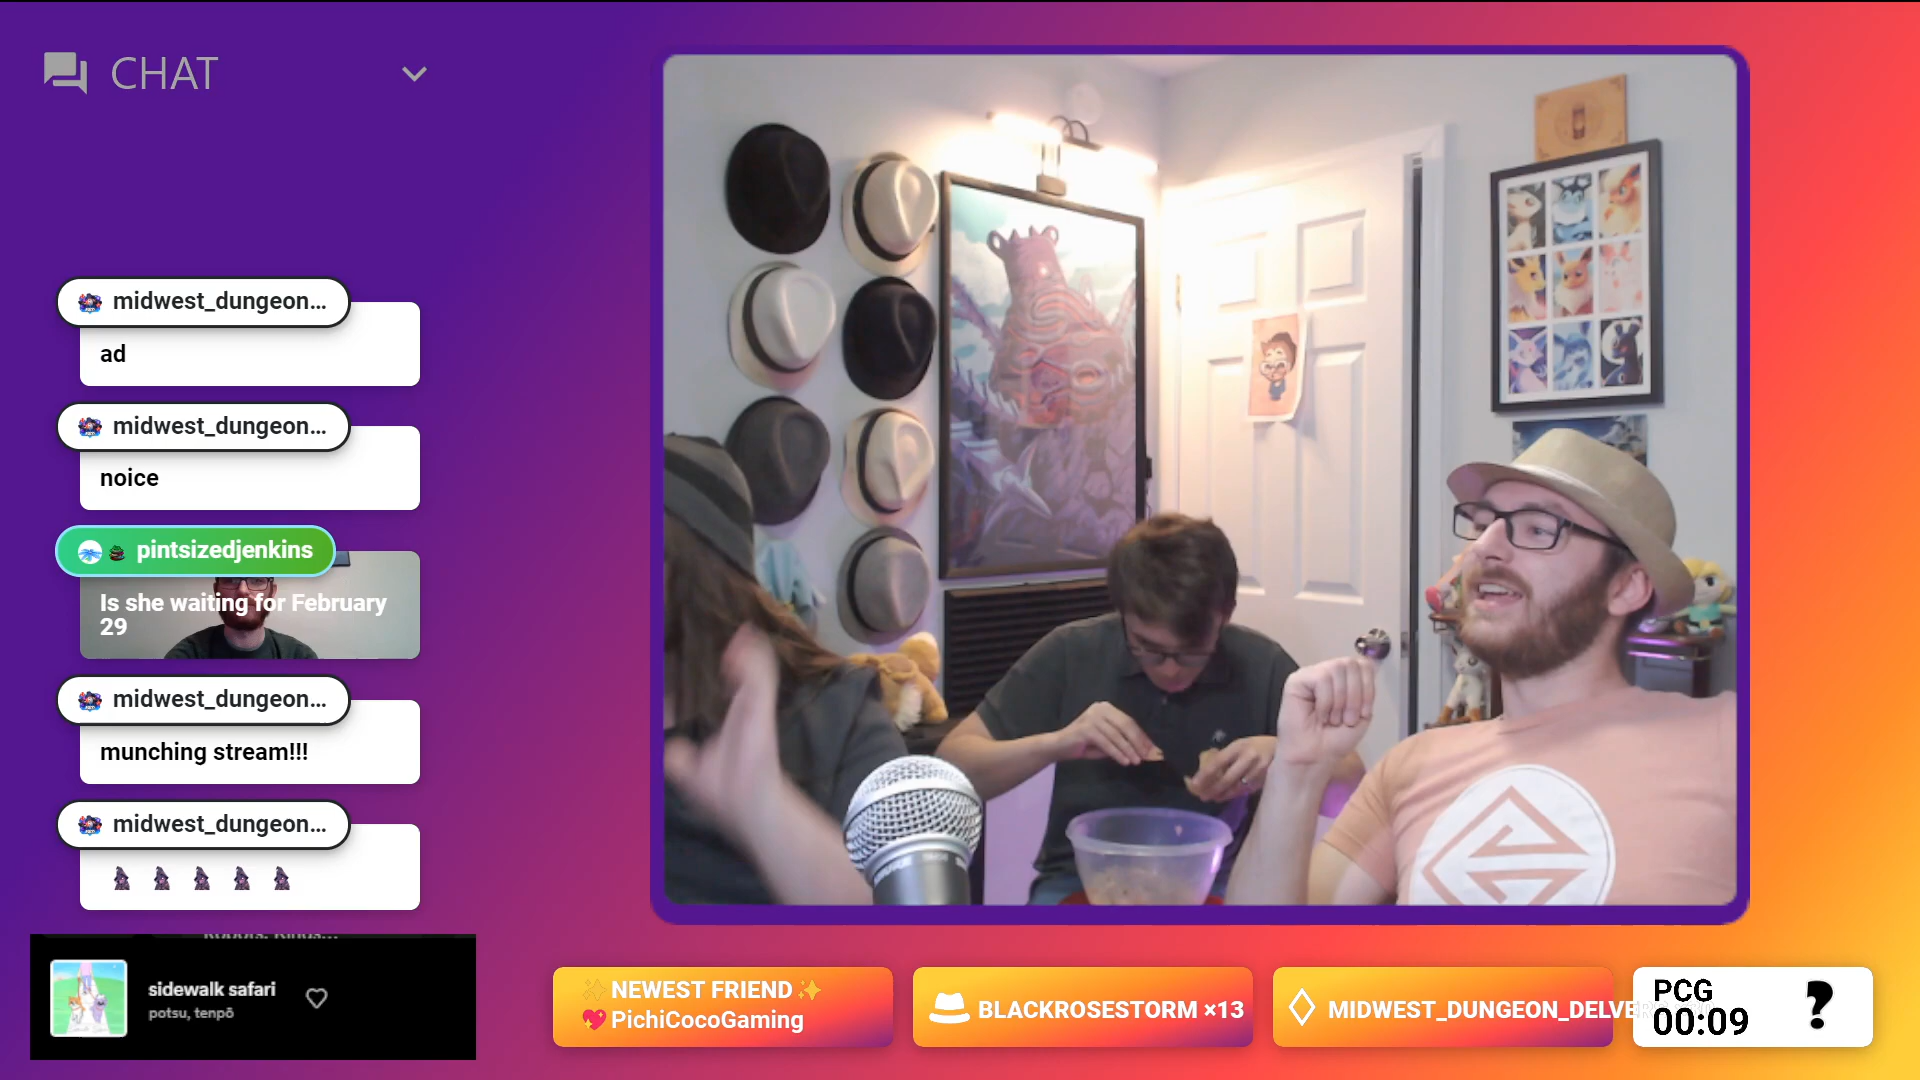 CHAT
midwest_dungeon...
ad
midwest_dungeon...
noice
pintsizedjenkins
Is she waiting for February
29
midwest_dungeon...
munching stream!!!
midwest_dungeon...
sidewalk safari
potsu, tenpō
NEWEST FRIEND
PichiCocoGaming
BLACKROSESTORM ×13
MIDWEST_DUNGEON_DELVER
PCG
00:09
?